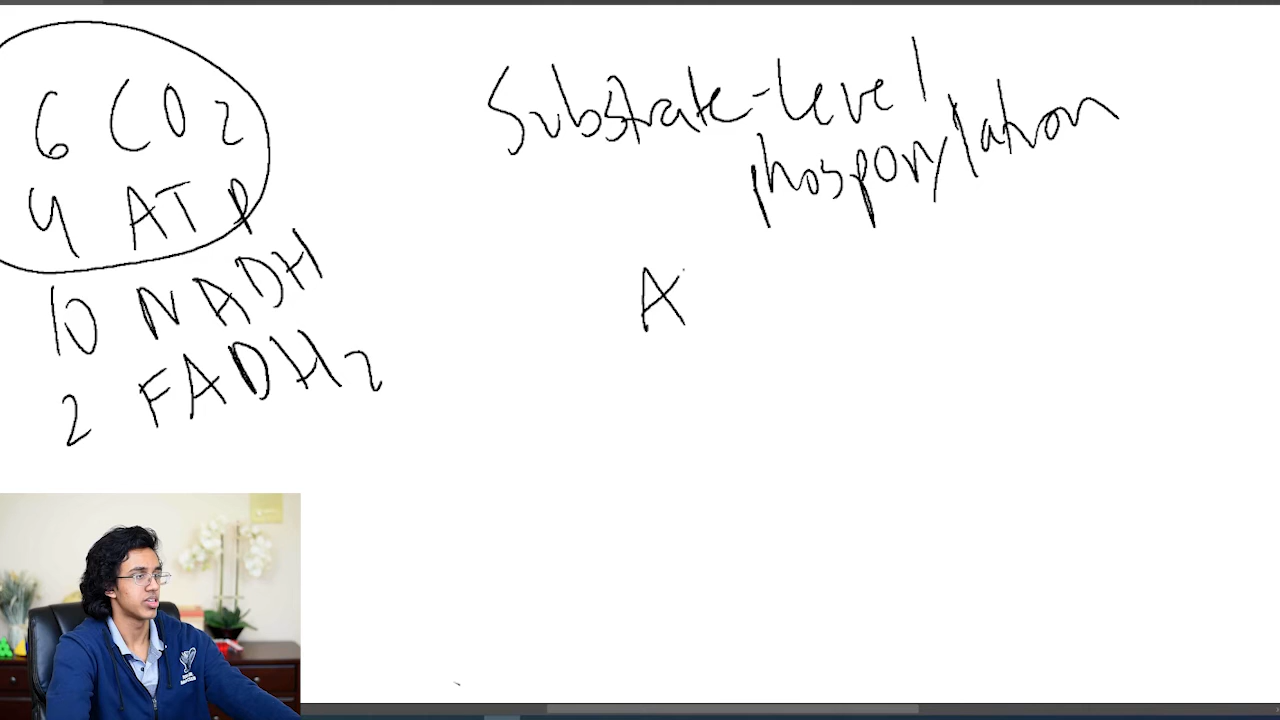 6 CO2
4 ATP
10 NADH
2 FADH2
Substrate-level
phosporylation
A